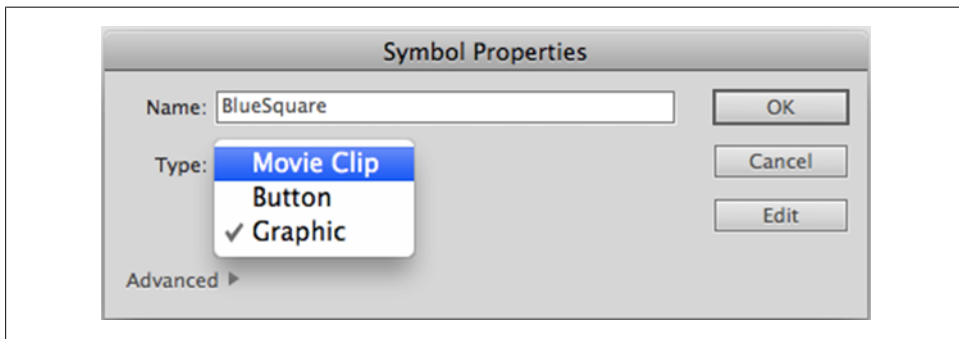 Symbol Properties
Name: BlueSquare
OK
Type: Movie Clip
Cancel
Button
Edit
✓ Graphic
Advanced ▶